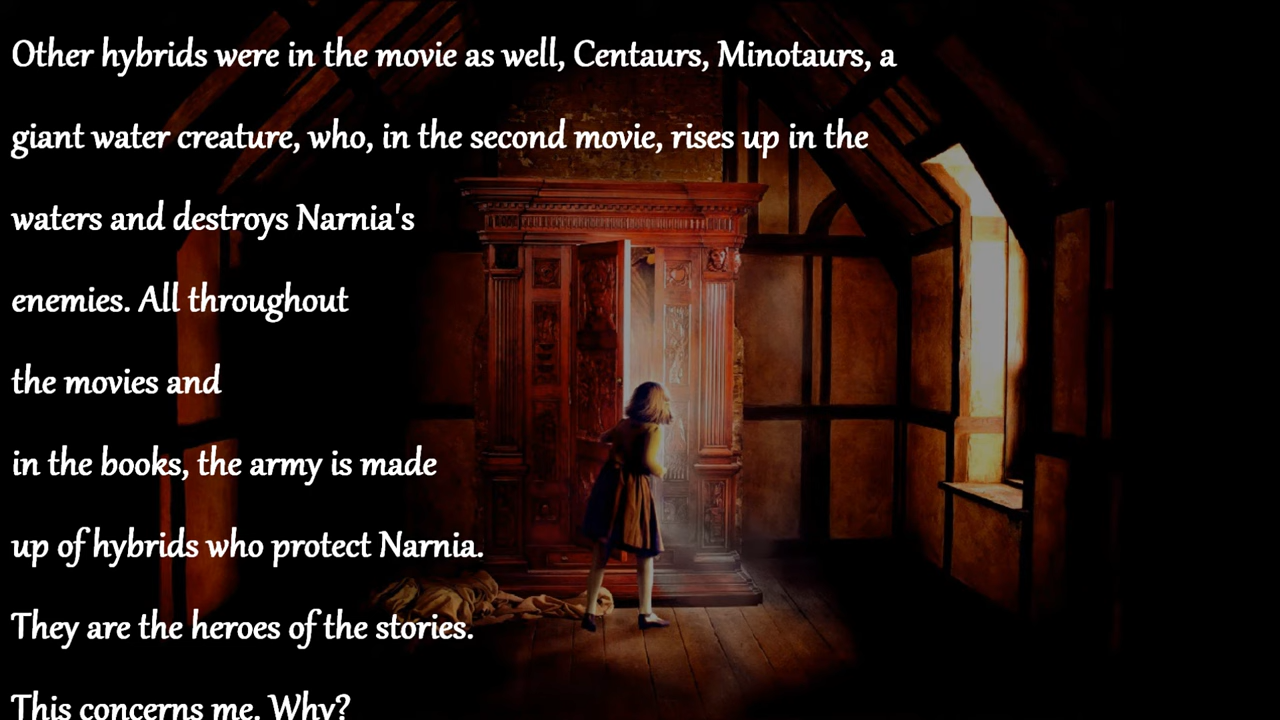 Other hybrids were in the movie as well, Centaurs, Minotaurs, a
giant water creature, who, in the second movie, rises up in the
waters and destroys Narnia's
enemies. All throughout
the movies and
in the books, the army is made
up of hybrids who protect Narnia.
They are the heroes of the stories.
This concerns me. Why?